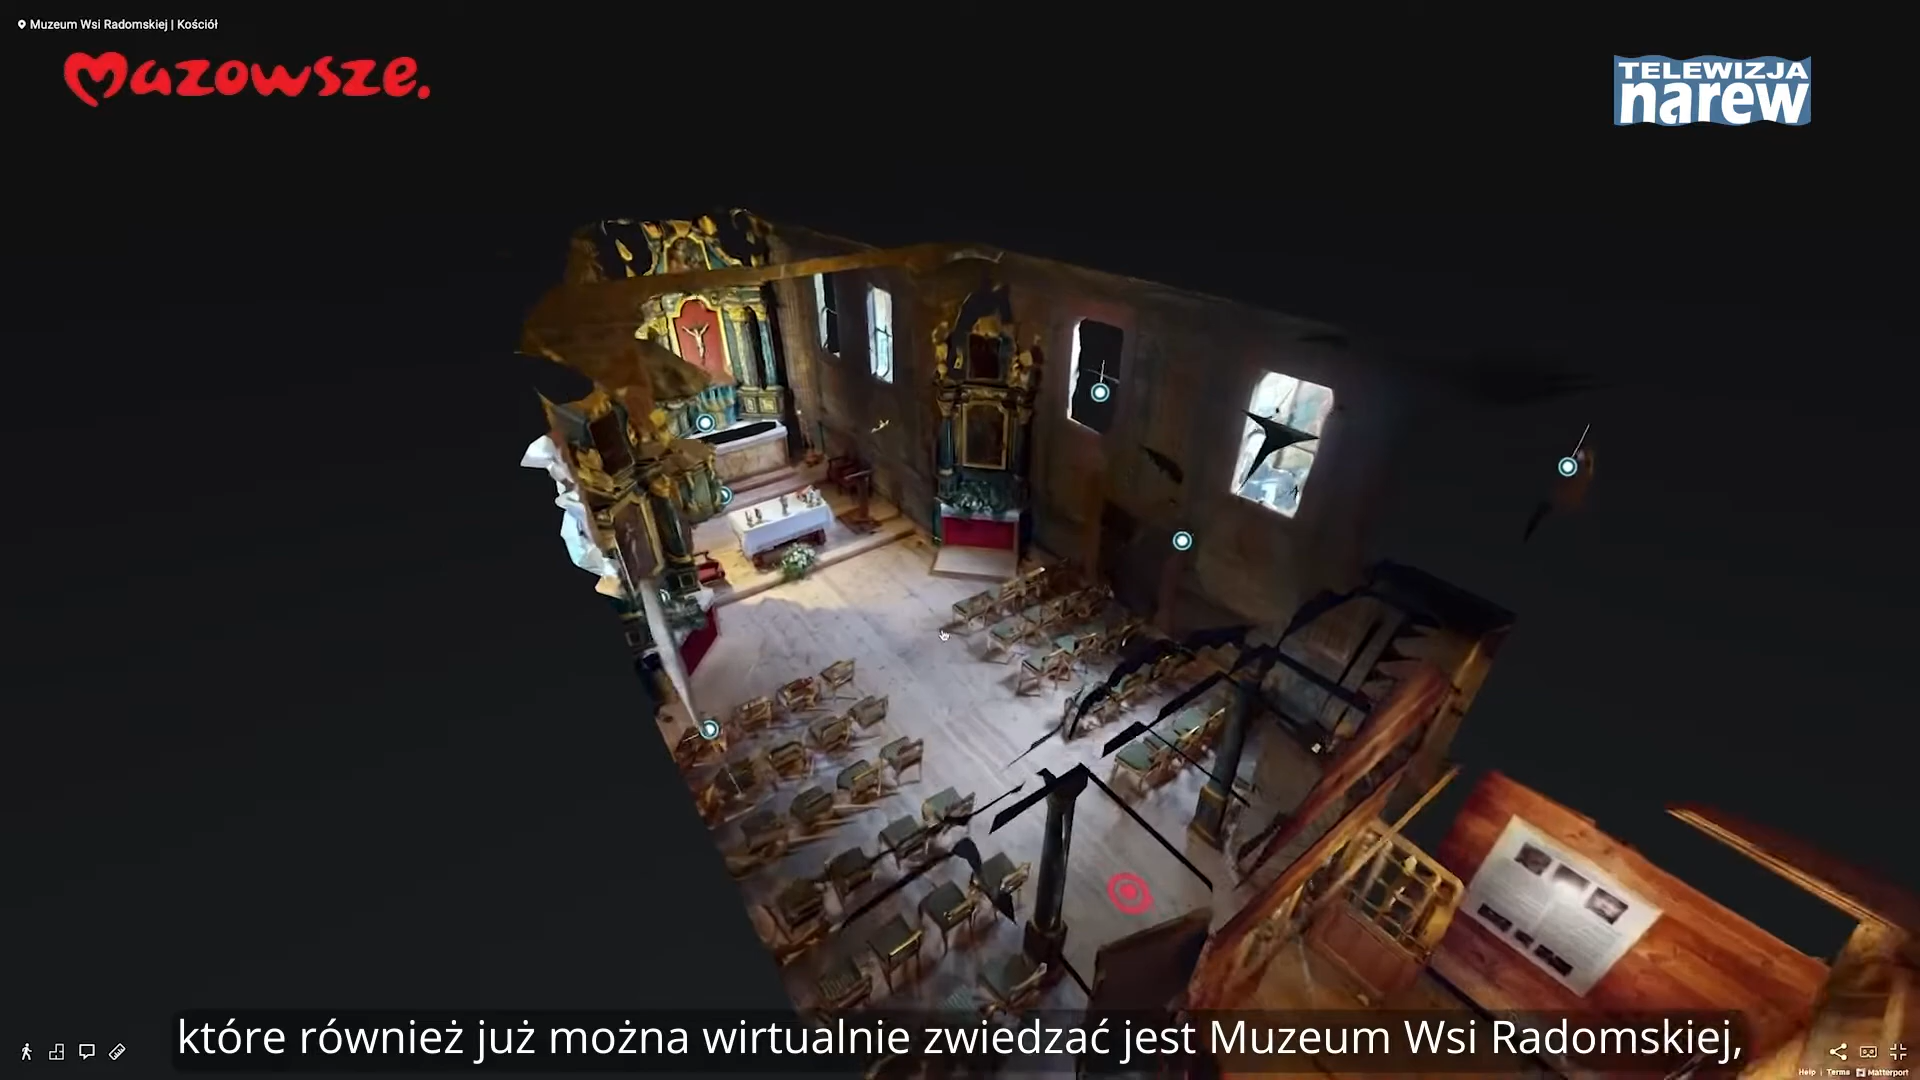 Muzeum Wsi Radomskiej | Kościół
mazowsze.
TELEWIZJA
narew
które również już można wirtualnie zwiedzać jest Muzeum Wsi Radomskiej,
Help | Terms Matterport